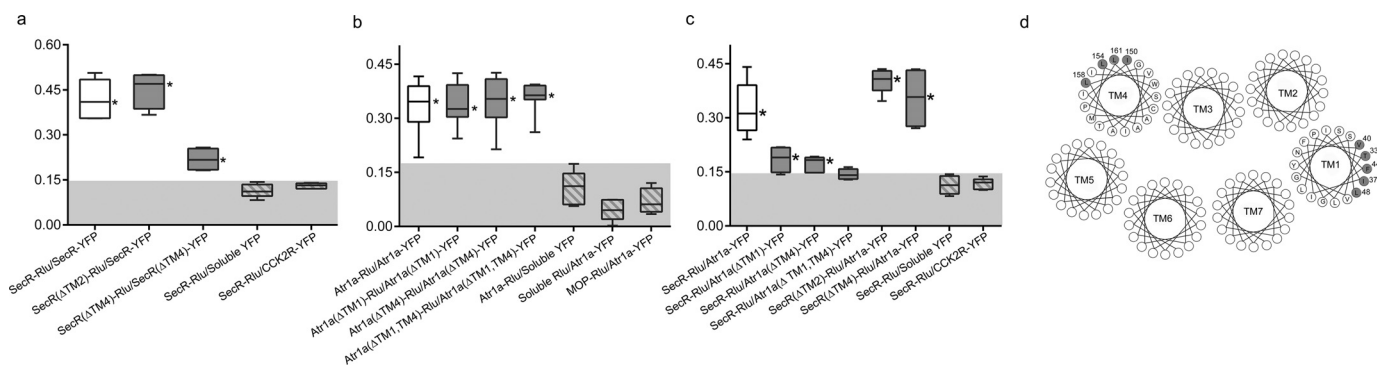 a
0.60
0.45
0.30
0.15
0.00
*
*
*
SecR-Rlu/SecR-YFP
SecR(ΔTM2)-Rlu/SecR-YFP
SecR(ΔTM4)-Rlu/SecR(ΔTM4)-YFP
SecR-Rlu/Soluble YFP
SecR-Rlu/CCK2R-YFP
b
0.45
0.30
0.15
0.00
*
*
*
*
Atr1a-Rlu/Atr1a-YFP
Atr1a(ΔTM1)-Rlu/Atr1a(ΔTM1)-YFP
Atr1a(ΔTM4)-Rlu/Atr1a(ΔTM4)-YFP
Atr1a(ΔTM1,TM4)-Rlu/Atr1a(ΔTM1,TM4)-YFP
Atr1a-Rlu/Soluble YFP
Soluble Rlu/Atr1a-YFP
MOP-Rlu/Atr1a-YFP
c
0.45
0.30
0.15
0.00
*
*
*
*
*
SecR-Rlu/Atr1a-YFP
SecR-Rlu/Atr1a(ΔTM1)-YFP
SecR-Rlu/Atr1a(ΔTM4)-YFP
SecR-Rlu/Atr1a(ΔTM1,TM4)-YFP
SecR(ΔTM2)-Rlu/Atr1a-YFP
SecR(ΔTM4)-Rlu/Atr1a-YFP
SecR-Rlu/Soluble YFP
SecR-Rlu/CCK2R-YFP
d
154 161 150
158
L I L L I G V W S C A I A A T M P I
TM4
TM3
TM2
N F P I S S V T F I L V L G I L G Y
TM1
40
33
44
37
48
TM5
TM6
TM7